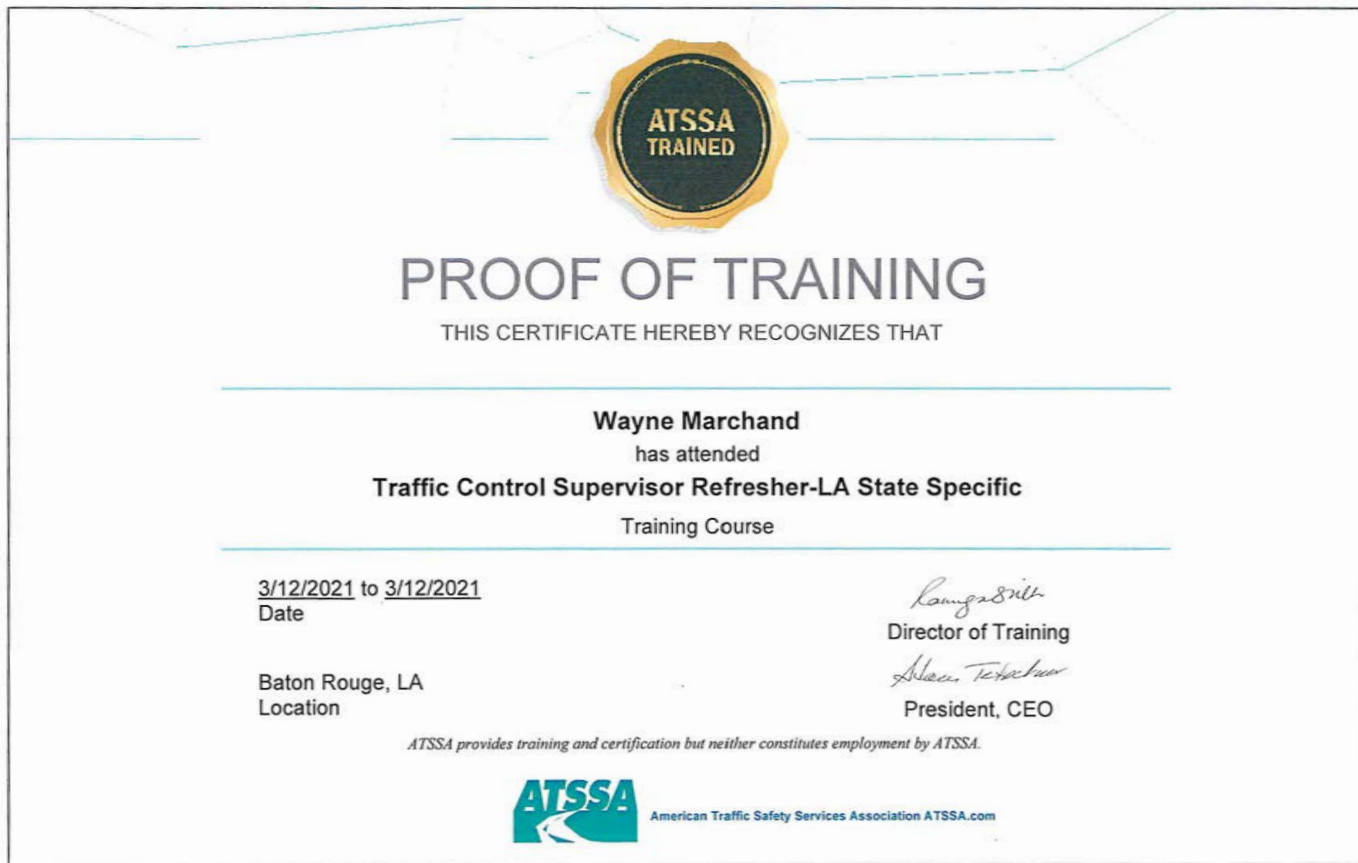 ATSSA
TRAINED
PROOF OF TRAINING
THIS CERTIFICATE HEREBY RECOGNIZES THAT
Wayne Marchand
has attended
Traffic Control Supervisor Refresher-LA State Specific
Training Course
3/12/2021 to 3/12/2021
Date
Director of Training
Baton Rouge, LA
Location
President, CEO
ATSSA provides training and certification but neither constitutes employment by ATSSA.
ATSSA
American Traffic Safety Services Association ATSSA.com